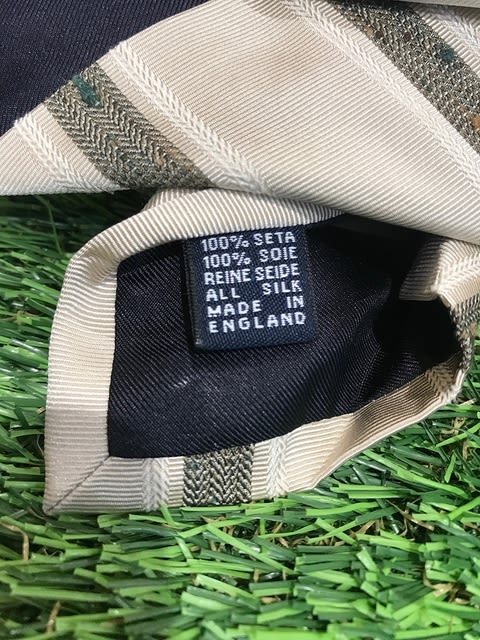 100% SETA
100% SOIE
REINE SEIDE
ALL SILK
MADE IN
ENGLAND